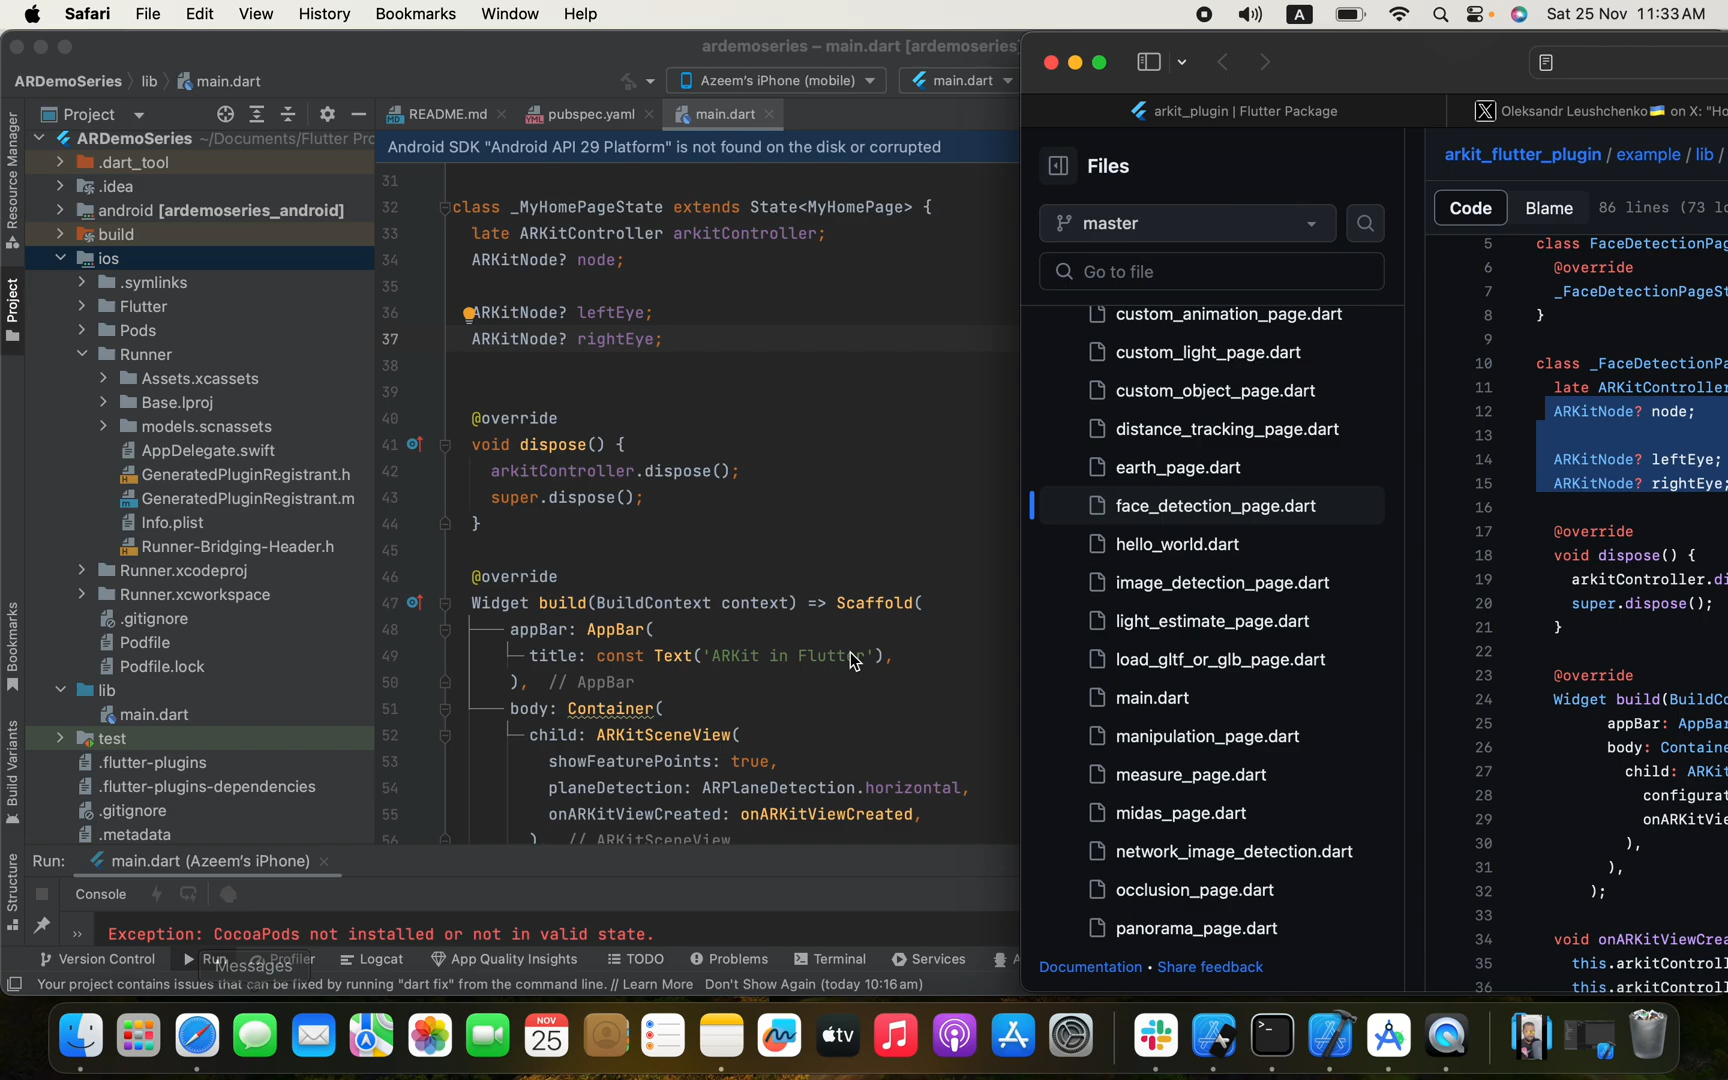 Safari File Edit View History Bookmarks Window Help
A Sat 25 Nov 11:33 AM
ardemoseries – main.dart [ardemoseries
ARDemoSeries lib main.dart
Azeem's iPhone (mobile) main.dart
Project
README.md pubspec.yaml main.dart
Android SDK "Android API 29 Platform" is not found on the disk or corrupted
Resource Manager
Project
Bookmarks
Build Variants
Structure
ARDemoSeries ~/Documents/Flutter Pro
.dart_tool
.idea
android [ardemoseries_android]
build
ios
.symlinks
Flutter
Pods
Runner
Assets.xcassets
Base.lproj
models.scnassets
AppDelegate.swift
GeneratedPluginRegistrant.h
GeneratedPluginRegistrant.m
Info.plist
Runner-Bridging-Header.h
Runner.xcodeproj
Runner.xcworkspace
.gitignore
Podfile
Podfile.lock
lib
main.dart
test
.flutter-plugins
.flutter-plugins-dependencies
.gitignore
.metadata
31
32 class _MyHomePageState extends State<MyHomePage> {
33 late ARKitController arkitController;
34 ARKitNode? node;
35
36 ARKitNode? leftEye;
37 ARKitNode? rightEye;
38
39
40 @override
41 void dispose() {
42 arkitController.dispose();
43 super.dispose();
44 }
45
46 @override
47 Widget build(BuildContext context) => Scaffold(
48 appBar: AppBar(
49 title: const Text('ARKit in Flutter'),
50 ), // AppBar
51 body: Container(
52 child: ARKitSceneView(
53 showFeaturePoints: true,
54 planeDetection: ARPlaneDetection.horizontal,
55 onARKitViewCreated: onARKitViewCreated,
56 ) // ARKitSceneView
Run: main.dart (Azeem's iPhone)
Console
Exception: CocoaPods not installed or not in valid state.
Version Control Run Profiler Logcat App Quality Insights TODO Problems Terminal Services A
Messages
Your project contains issues that can be fixed by running "dart fix" from the command line. // Learn More Don't Show Again (today 10:16 am)
arkit_plugin | Flutter Package
Oleksandr Leushchenko🇺🇦 on X: "Ho
Files
master
Go to file
custom_animation_page.dart
custom_light_page.dart
custom_object_page.dart
distance_tracking_page.dart
earth_page.dart
face_detection_page.dart
hello_world.dart
image_detection_page.dart
light_estimate_page.dart
load_gltf_or_glb_page.dart
main.dart
manipulation_page.dart
measure_page.dart
midas_page.dart
network_image_detection.dart
occlusion_page.dart
panorama_page.dart
Documentation • Share feedback
arkit_flutter_plugin / example / lib /
Code Blame 86 lines (73 lo
5 class FaceDetectionPag
6 @override
7 _FaceDetectionPageSt
8 }
9
10 class _FaceDetectionPa
11 late ARKitController
12 ARKitNode? node;
13
14 ARKitNode? leftEye;
15 ARKitNode? rightEye;
16
17 @override
18 void dispose() {
19 arkitController.di
20 super.dispose();
21 }
22
23 @override
24 Widget build(BuildCo
25 appBar: AppBar
26 body: Containe
27 child: ARKit
28 configurat
29 onARKitVie
30 ),
31 ),
32 );
33
34 void onARKitViewCrea
35 this.arkitControll
36 this.arkitControll
NOV
25
tv